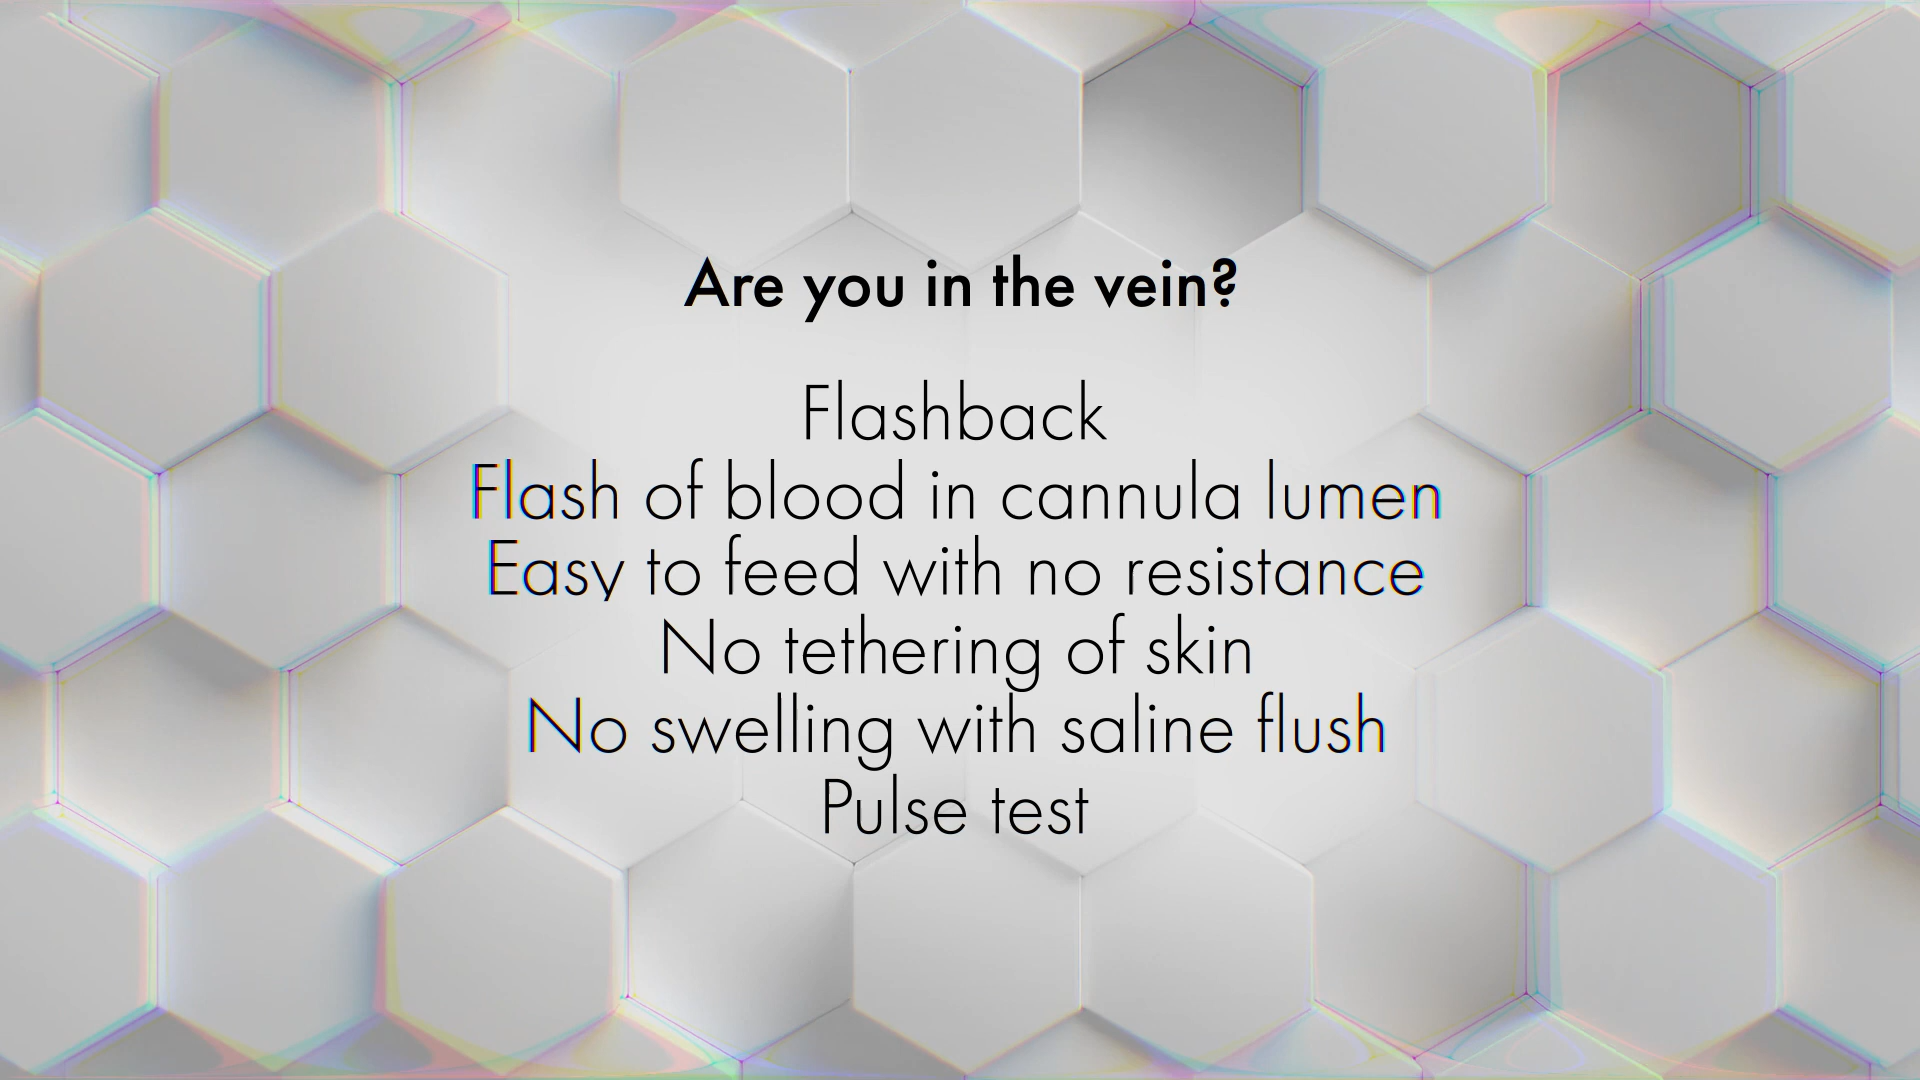 Are you in the vein?
Flashback
Flash of blood in cannula lumen
Easy to feed with no resistance
No tethering of skin
No swelling with saline flush
Pulse test